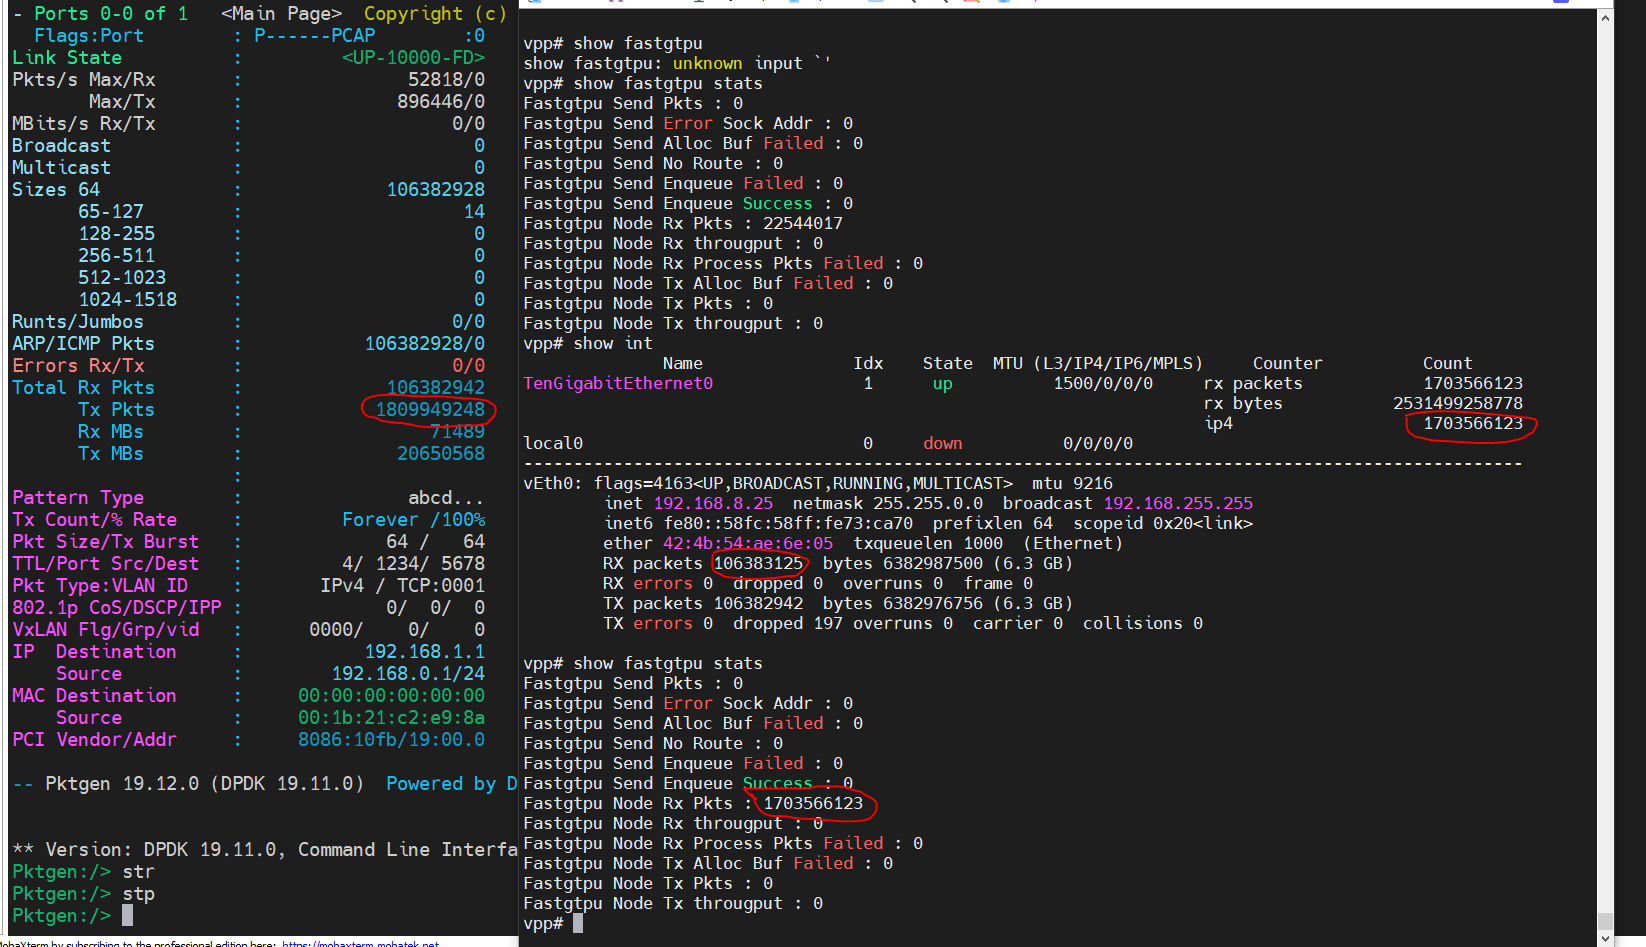 - Ports 0-0 of 1   <Main Page>  Copyright (c)
Flags:Port          : P------PCAP        :0
Link State          :         <UP-10000-FD>
Pkts/s Max/Rx       :               52818/0
Max/Tx       :              896446/0
MBits/s Rx/Tx       :                   0/0
Broadcast           :                     0
Multicast           :                     0
Sizes 64            :             106382928
65-127        :                    14
128-255       :                     0
256-511       :                     0
512-1023      :                     0
1024-1518     :                     0
Runts/Jumbos        :                   0/0
ARP/ICMP Pkts       :           106382928/0
Errors Rx/Tx        :                   0/0
Total Rx Pkts       :             106382942
Tx Pkts       :            1809949248
Rx MBs        :                 71489
Tx MBs        :              20650568
:
Pattern Type        :               abcd...
Tx Count/% Rate     :         Forever /100%
Pkt Size/Tx Burst   :             64 /   64
TTL/Port Src/Dest   :         4/ 1234/ 5678
Pkt Type:VLAN ID    :       IPv4 / TCP:0001
802.1p CoS/DSCP/IPP :             0/  0/  0
VxLAN Flg/Grp/vid   :      0000/    0/    0
IP  Destination     :           192.168.1.1
Source          :        192.168.0.1/24
MAC Destination     :     00:00:00:00:00:00
Source          :     00:1b:21:c2:e9:8a
PCI Vendor/Addr     :     8086:10fb/19:00.0
-- Pktgen 19.12.0 (DPDK 19.11.0)  Powered by D
** Version: DPDK 19.11.0, Command Line Interfa
Pktgen:/> str
Pktgen:/> stp
Pktgen:/>
MobaXterm by subscribing to the professional edition here: https://mobaxterm.mobatek.net
vpp# show fastgtpu
show fastgtpu: unknown input `'
vpp# show fastgtpu stats
Fastgtpu Send Pkts : 0
Fastgtpu Send Error Sock Addr : 0
Fastgtpu Send Alloc Buf Failed : 0
Fastgtpu Send No Route : 0
Fastgtpu Send Enqueue Failed : 0
Fastgtpu Send Enqueue Success : 0
Fastgtpu Node Rx Pkts : 22544017
Fastgtpu Node Rx througput : 0
Fastgtpu Node Rx Process Pkts Failed : 0
Fastgtpu Node Tx Alloc Buf Failed : 0
Fastgtpu Node Tx Pkts : 0
Fastgtpu Node Tx througput : 0
vpp# show int
Name               Idx    State  MTU (L3/IP4/IP6/MPLS)     Counter          Count
TenGigabitEthernet0              1      up          1500/0/0/0     rx packets            1703566123
rx bytes           2531499258778
ip4                   1703566123
local0                            0     down          0/0/0/0
----------------------------------------------------------------------------------------------------
vEth0: flags=4163<UP,BROADCAST,RUNNING,MULTICAST>  mtu 9216
inet 192.168.8.25  netmask 255.255.0.0  broadcast 192.168.255.255
inet6 fe80::58fc:58ff:fe73:ca70  prefixlen 64  scopeid 0x20<link>
ether 42:4b:54:ae:6e:05  txqueuelen 1000  (Ethernet)
RX packets 106383125  bytes 6382987500 (6.3 GB)
RX errors 0  dropped 0  overruns 0  frame 0
TX packets 106382942  bytes 6382976756 (6.3 GB)
TX errors 0  dropped 197 overruns 0  carrier 0  collisions 0
vpp# show fastgtpu stats
Fastgtpu Send Pkts : 0
Fastgtpu Send Error Sock Addr : 0
Fastgtpu Send Alloc Buf Failed : 0
Fastgtpu Send No Route : 0
Fastgtpu Send Enqueue Failed : 0
Fastgtpu Send Enqueue Success : 0
Fastgtpu Node Rx Pkts : 1703566123
Fastgtpu Node Rx througput : 0
Fastgtpu Node Rx Process Pkts Failed : 0
Fastgtpu Node Tx Alloc Buf Failed : 0
Fastgtpu Node Tx Pkts : 0
Fastgtpu Node Tx througput : 0
vpp#